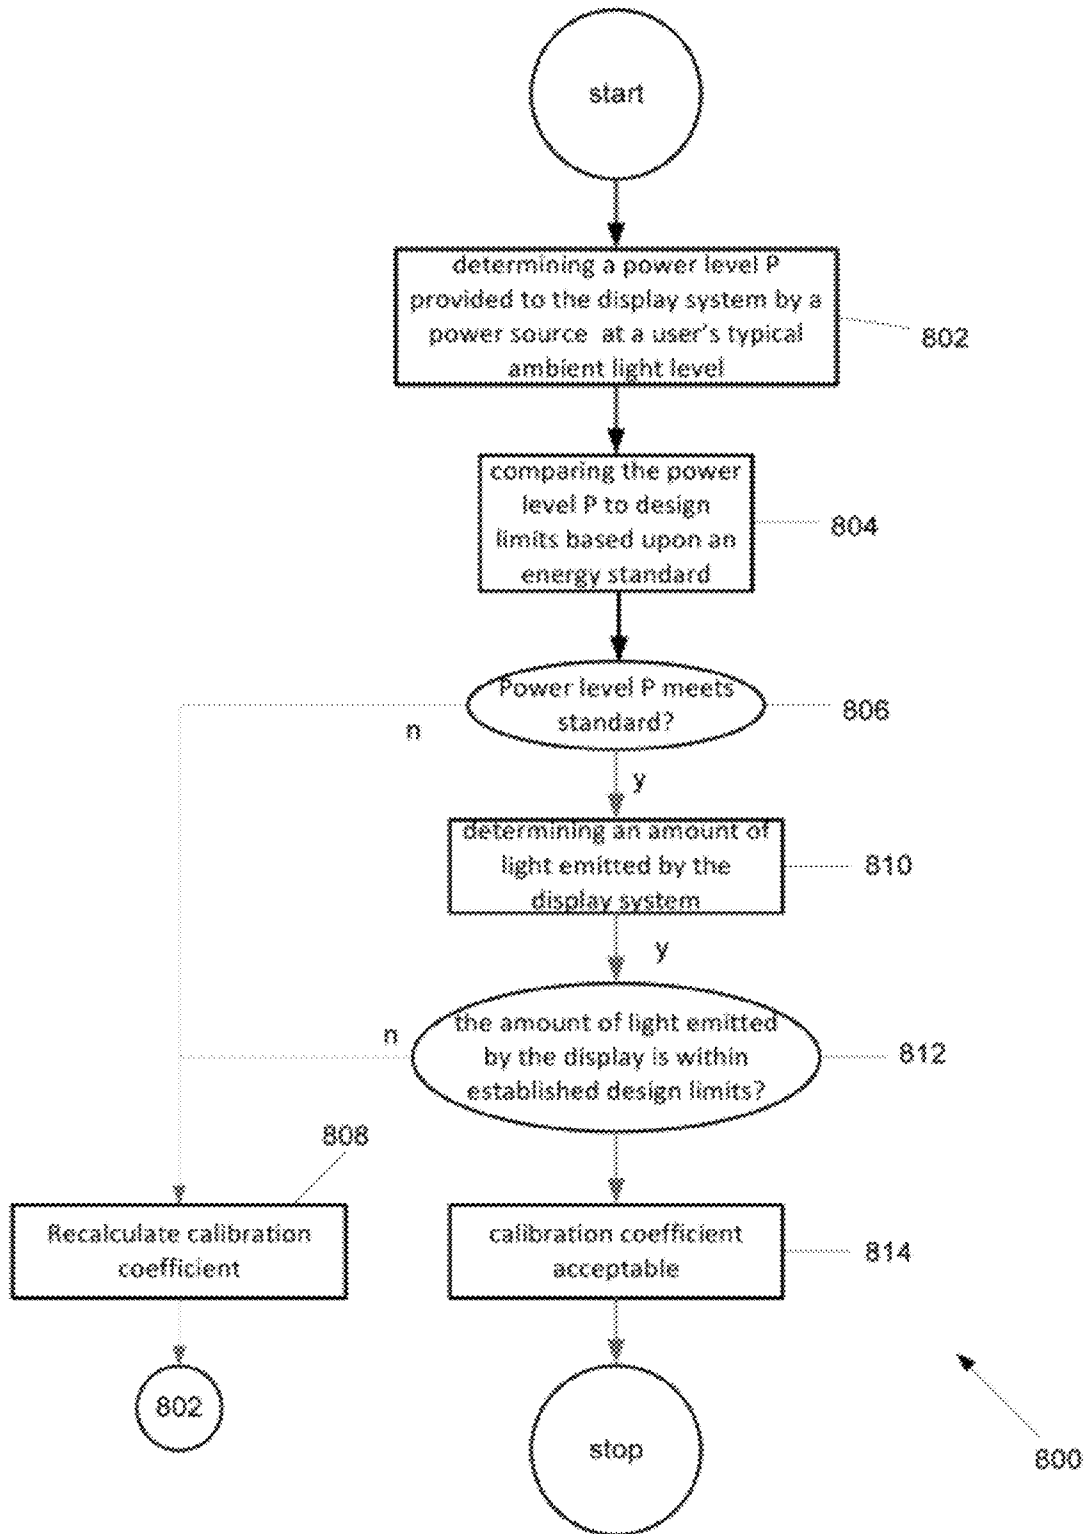 start
determining a power level P
provided to the display system by a
power source at a user's typical
ambient light level
802
comparing the power
level P to design
limits based upon an
energy standard
804
Power level P meets
standard?
806
n
y
determining an amount of
light emitted by the
display system
810
y
the amount of light emitted
by the display is within
established design limits?
812
n
808
Recalculate calibration
coefficient
calibration coefficient
acceptable
814
802
stop
800